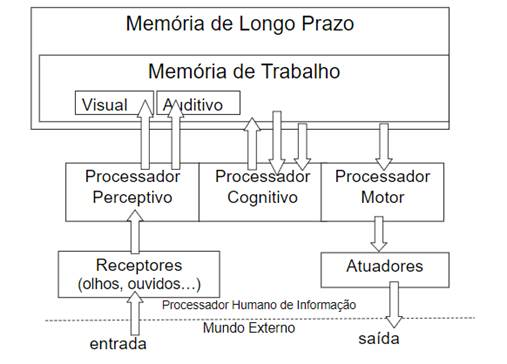 Memória de Longo Prazo
Memória de Trabalho
Visual
Auditivo
Processador
Perceptivo
Processador
Cognitivo
Processador
Motor
Receptores
(olhos, ouvidos…)
Atuadores
Processador Humano de Informação
Mundo Externo
entrada
saída